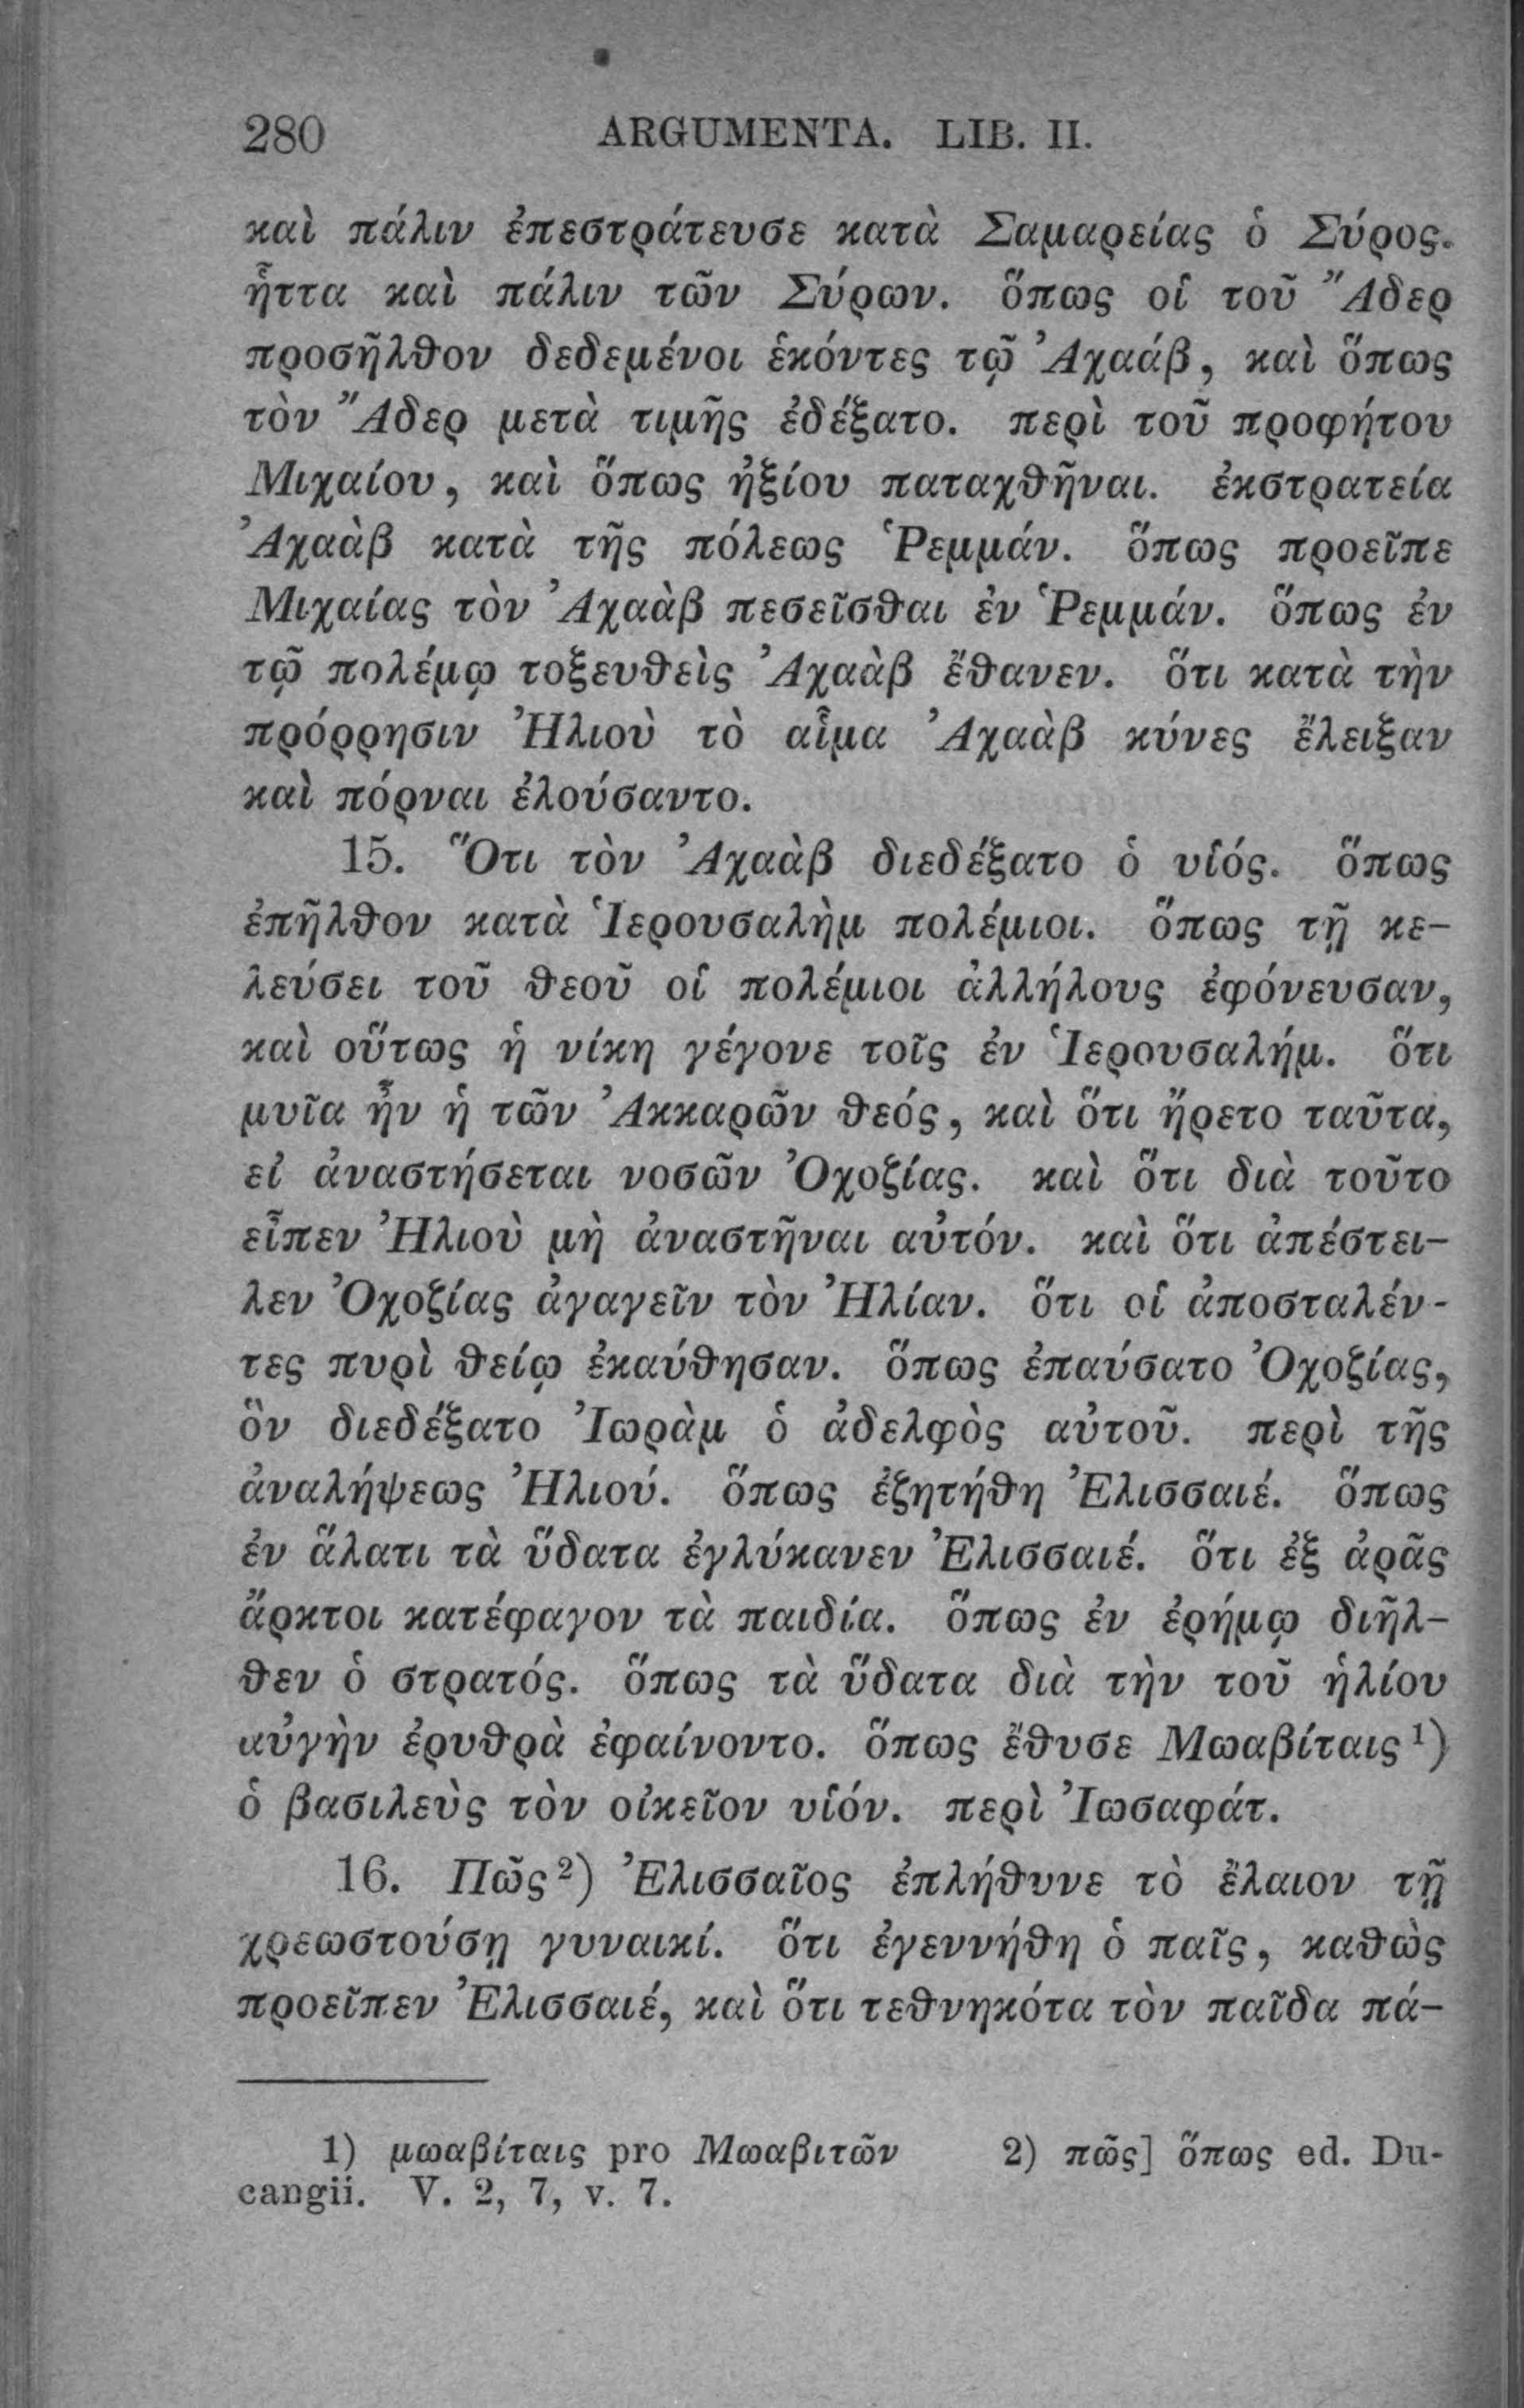 280 ARGUMENTA. LIB. II.
καὶ πάλιν ἐπεστράτευσε κατὰ Σαμαρείας ὁ Σύρος.
ἧττα καὶ πάλιν τῶν Σύρων. ὅπως οἱ τοῦ Ἄδερ
προσῆλθον δεδεμένοι ἑκόντες τῷ Ἀχαάβ, καὶ ὅπως
τὸν Ἄδερ μετὰ τιμῆς ἐδέξατο. περὶ τοῦ προφήτου
Μιχαίου, καὶ ὅπως ἠξίου παταχθῆναι. ἐκστρατεία
Ἀχαὰβ κατὰ τῆς πόλεως Ῥεμμάν. ὅπως προεῖπε
Μιχαίας τὸν Ἀχαὰβ πεσεῖσθαι ἐν Ῥεμμάν. ὅπως ἐν
τῷ πολέμῳ τοξευθεὶς Ἀχαὰβ ἔθανεν. ὅτι κατὰ τὴν
πρόρρησιν Ἠλιοὺ τὸ αἷμα Ἀχαὰβ κύνες ἔλειξαν
καὶ πόρναι ἐλούσαντο.
15. Ὅτι τὸν Ἀχαὰβ διεδέξατο ὁ υἱός. ὅπως
ἐπῆλθον κατὰ Ἱερουσαλὴμ πολέμιοι. ὅπως τῇ κε-
λεύσει τοῦ θεοῦ οἱ πολέμιοι ἀλλήλους ἐφόνευσαν,
καὶ οὕτως ἡ νίκη γέγονε τοῖς ἐν Ἱερουσαλήμ. ὅτι
μυῖα ἦν ἡ τῶν Ἀκκαρῶν θεός, καὶ ὅτι ἤρετο ταῦτα,
εἰ ἀναστήσεται νοσῶν Ὀχοζίας. καὶ ὅτι διὰ τοῦτο
εἶπεν Ἠλιοὺ μὴ ἀναστῆναι αὐτόν. καὶ ὅτι ἀπέστει-
λεν Ὀχοζίας ἀγαγεῖν τὸν Ἠλίαν. ὅτι οἱ ἀποσταλέν-
τες πυρὶ θείῳ ἐκαύθησαν. ὅπως ἐπαύσατο Ὀχοζίας,
ὃν διεδέξατο Ἰωρὰμ ὁ ἀδελφὸς αὐτοῦ. περὶ τῆς
ἀναλήψεως Ἠλιού. ὅπως ἐζητήθη Ἐλισσαιέ. ὅπως
ἐν ἅλατι τὰ ὕδατα ἐγλύκανεν Ἐλισσαιέ. ὅτι ἐξ ἀρᾶς
ἄρκτοι κατέφαγον τὰ παιδία. ὅπως ἐν ἐρήμῳ διῆλ-
θεν ὁ στρατός. ὅπως τὰ ὕδατα διὰ τὴν τοῦ ἡλίου
αὐγὴν ἐρυθρὰ ἐφαίνοντο. ὅπως ἔθυσε Μωαβίταις¹)
ὁ βασιλεὺς τὸν οἰκεῖον υἱόν. περὶ Ἰωσαφάτ.
16. Πῶς²) Ἐλισσαῖος ἐπλήθυνε τὸ ἔλαιον τῇ
χρεωστούσῃ γυναικί. ὅτι ἐγεννήθη ὁ παῖς, καθὼς
προεῖπεν Ἐλισσαιέ, καὶ ὅτι τεθνηκότα τὸν παῖδα πά-
1) μωαβίταις pro Μωαβιτῶν 2) πῶς] ὅπως ed. Du-
cangii. V. 2, 7, v. 7.